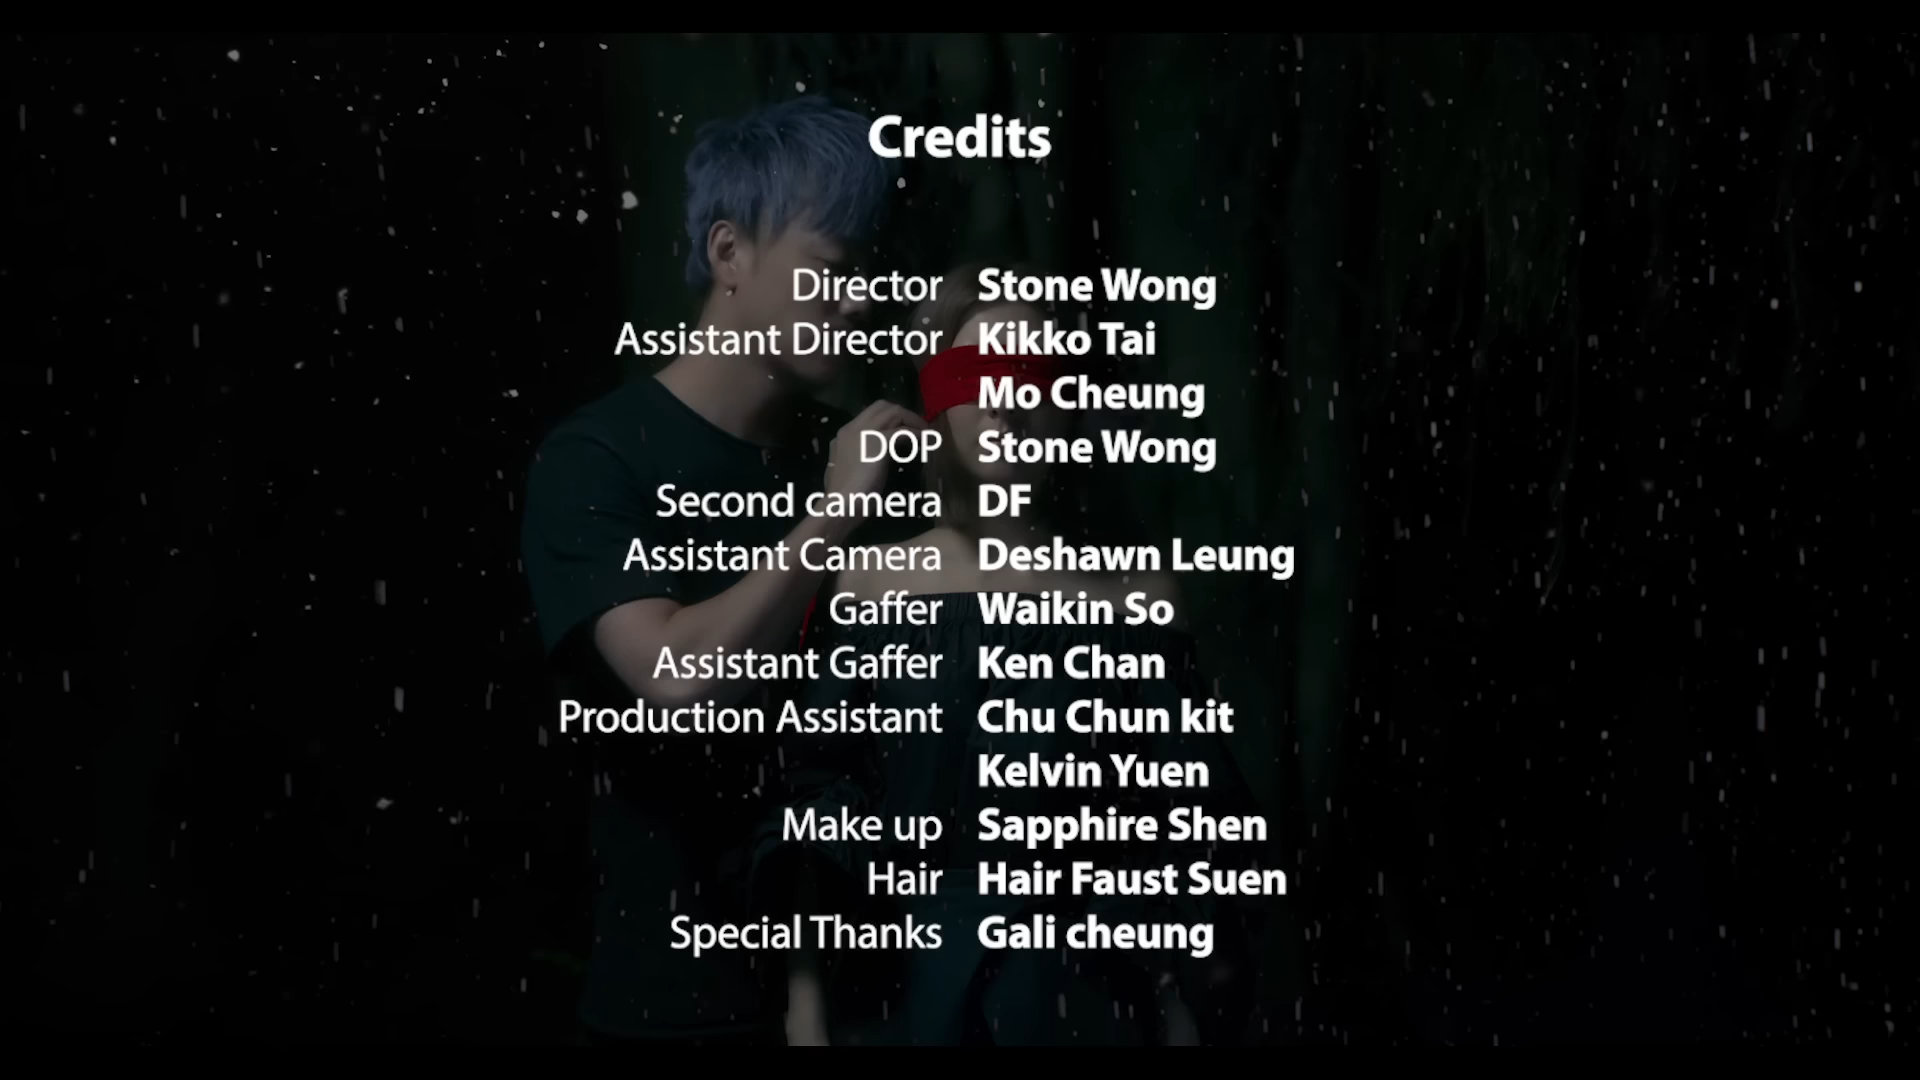 Credits
Director Stone Wong
Assistant Director Kikko Tai
Mo Cheung
DOP Stone Wong
Second camera DF
Assistant Camera Deshawn Leung
Gaffer Waikin So
Assistant Gaffer Ken Chan
Production Assistant Chu Chun kit
Kelvin Yuen
Make up Sapphire Shen
Hair Hair Faust Suen
Special Thanks Gali cheung